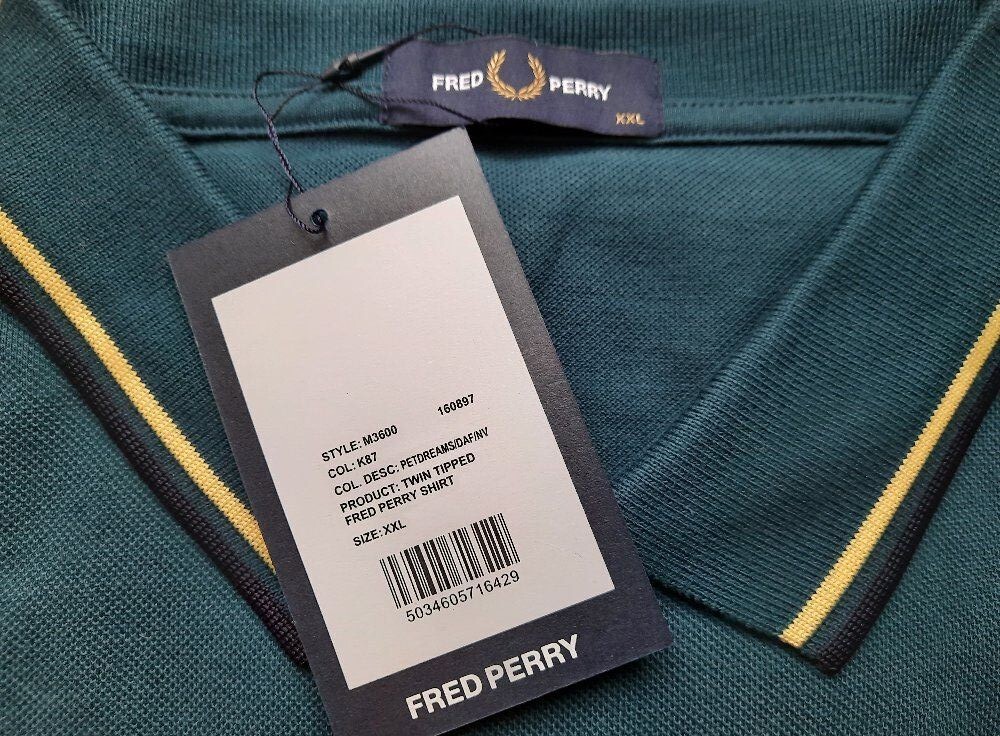 FRED PERRY
XXL
160897
STYLE: M3600
COL: K87
COL. DESC: PETDREAMS/DAF/NV
PRODUCT: TWIN TIPPED
FRED PERRY SHIRT
SIZE: XXL
5034605716429
FRED PERRY